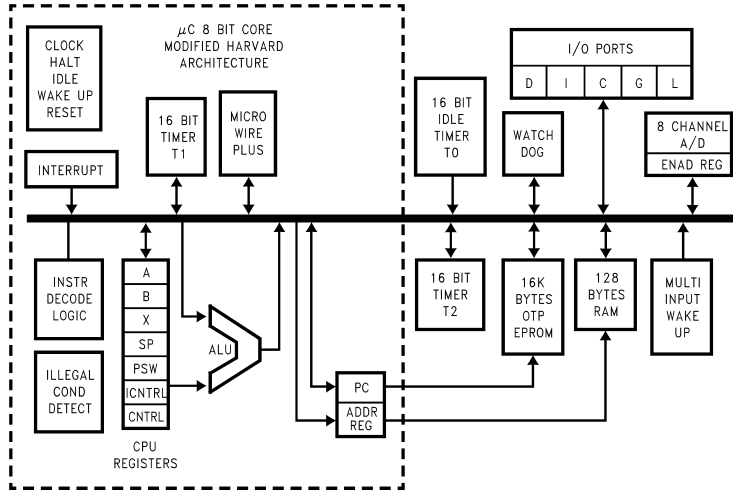 μC 8 BIT CORE
MODIFIED HARVARD
ARCHITECTURE
CLOCK
HALT
IDLE
WAKE UP
RESET
INTERRUPT
16 BIT
TIMER
T1
MICRO
WIRE
PLUS
16 BIT
IDLE
TIMER
T0
WATCH
DOG
I/O PORTS
D I C G L
8 CHANNEL
A/D
ENAD REG
INSTR
DECODE
LOGIC
ILLEGAL
COND
DETECT
A
B
X
SP
PSW
ICNTRL
CNTRL
CPU
REGISTERS
ALU
PC
ADDR
REG
16 BIT
TIMER
T2
16K
BYTES
OTP
EPROM
128
BYTES
RAM
MULTI
INPUT
WAKE
UP